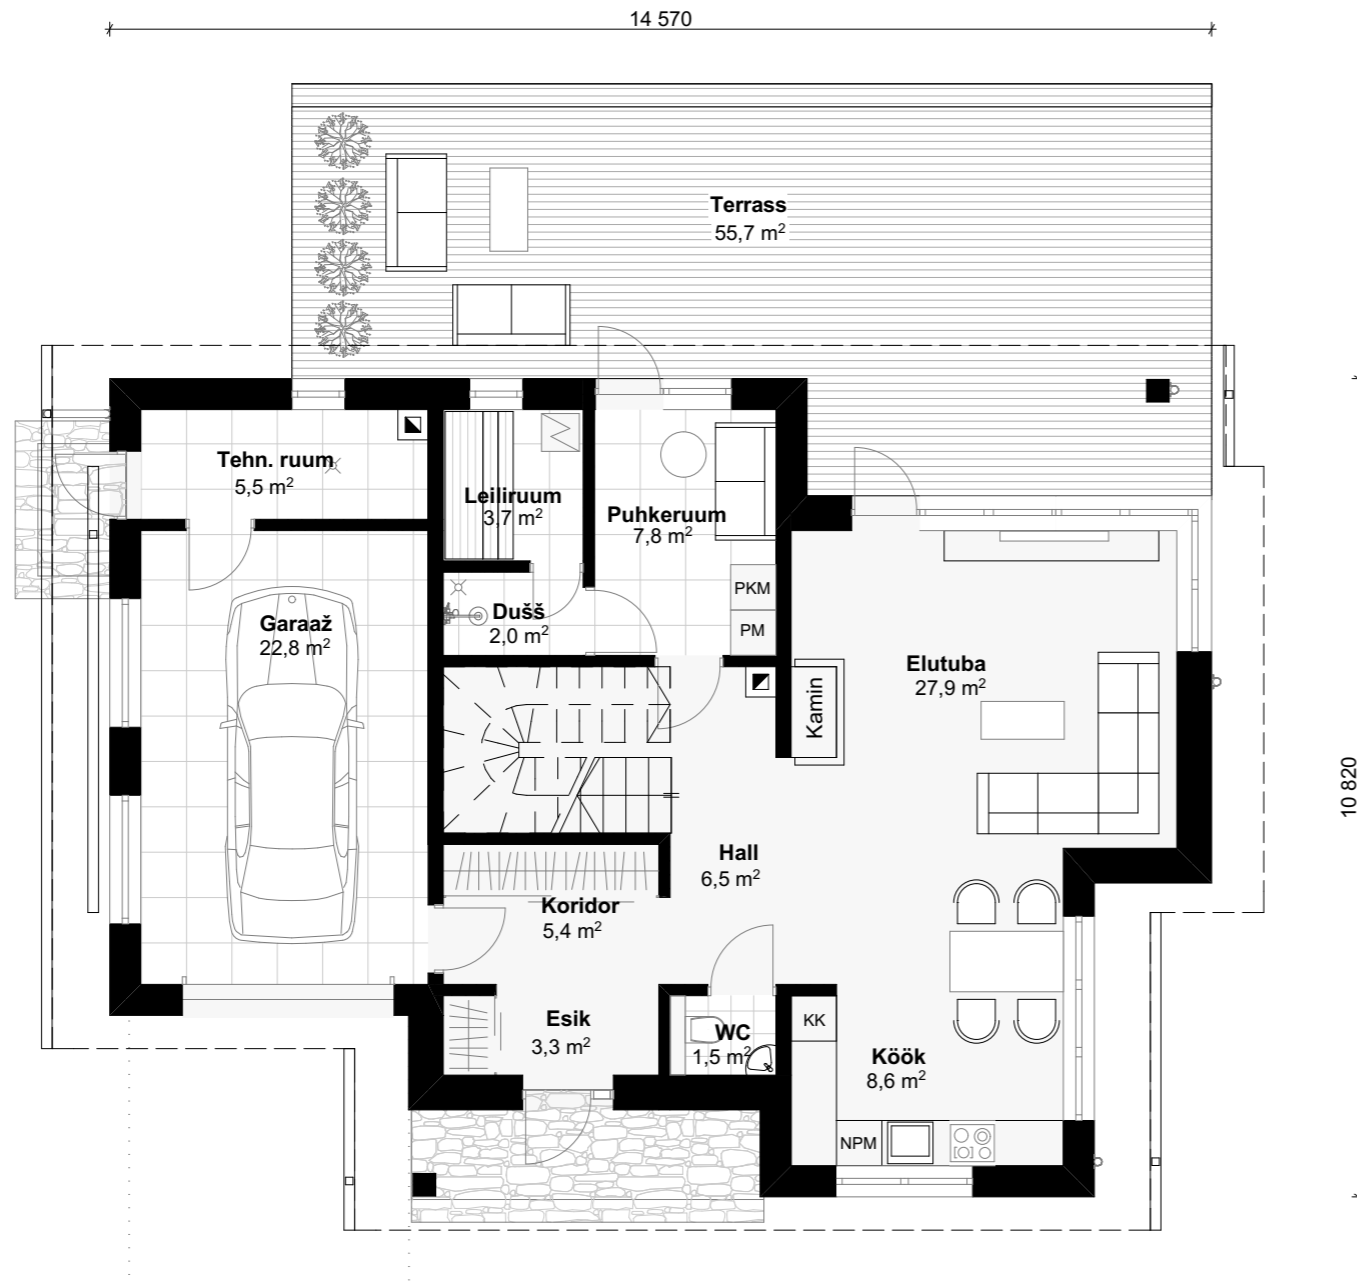 14 570
Terrass
55,7 m²
Tehn. ruum
5,5 m²
Leiliruum
3,7 m²
Puhkeruum
7,8 m²
PKM
PM
Dušš
2,0 m²
Garaaž
22,8 m²
Elutuba
27,9 m²
Kamin
10 820
Hall
6,5 m²
Koridor
5,4 m²
Esik
3,3 m²
WC
1,5 m²
KK
Köök
8,6 m²
NPM